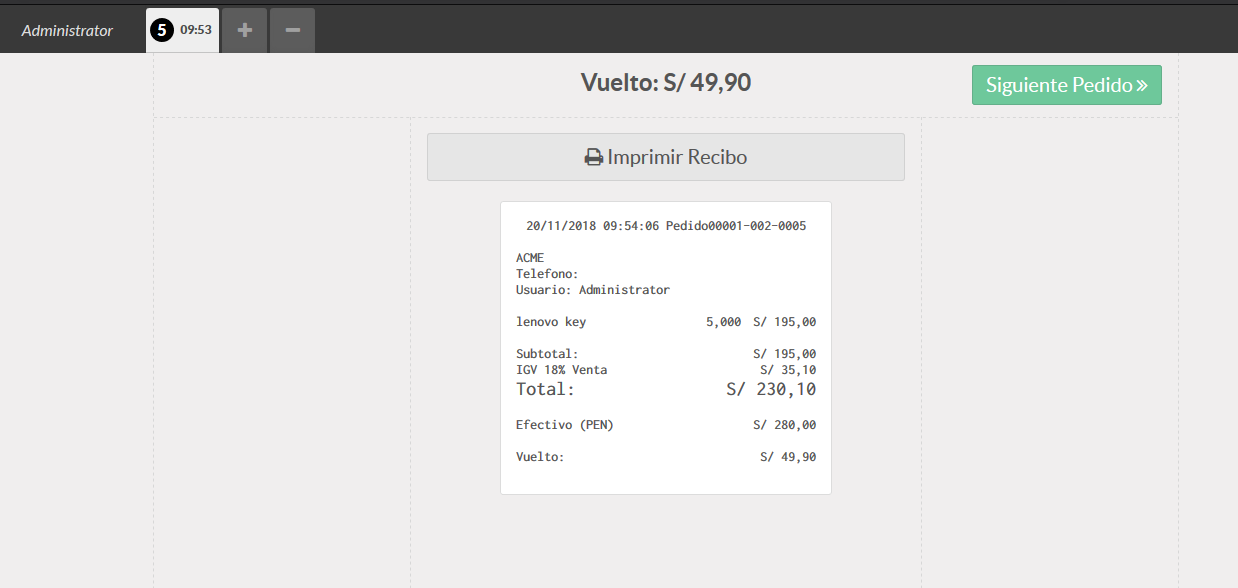 Administrator 5 09:53 + −
Vuelto: S/ 49,90
Siguiente Pedido »
Imprimir Recibo
20/11/2018 09:54:06 Pedido00001-002-0005
ACME
Telefono:
Usuario: Administrator
lenovo key 5,000 S/ 195,00
Subtotal: S/ 195,00
IGV 18% Venta S/ 35,10
Total: S/ 230,10
Efectivo (PEN) S/ 280,00
Vuelto: S/ 49,90